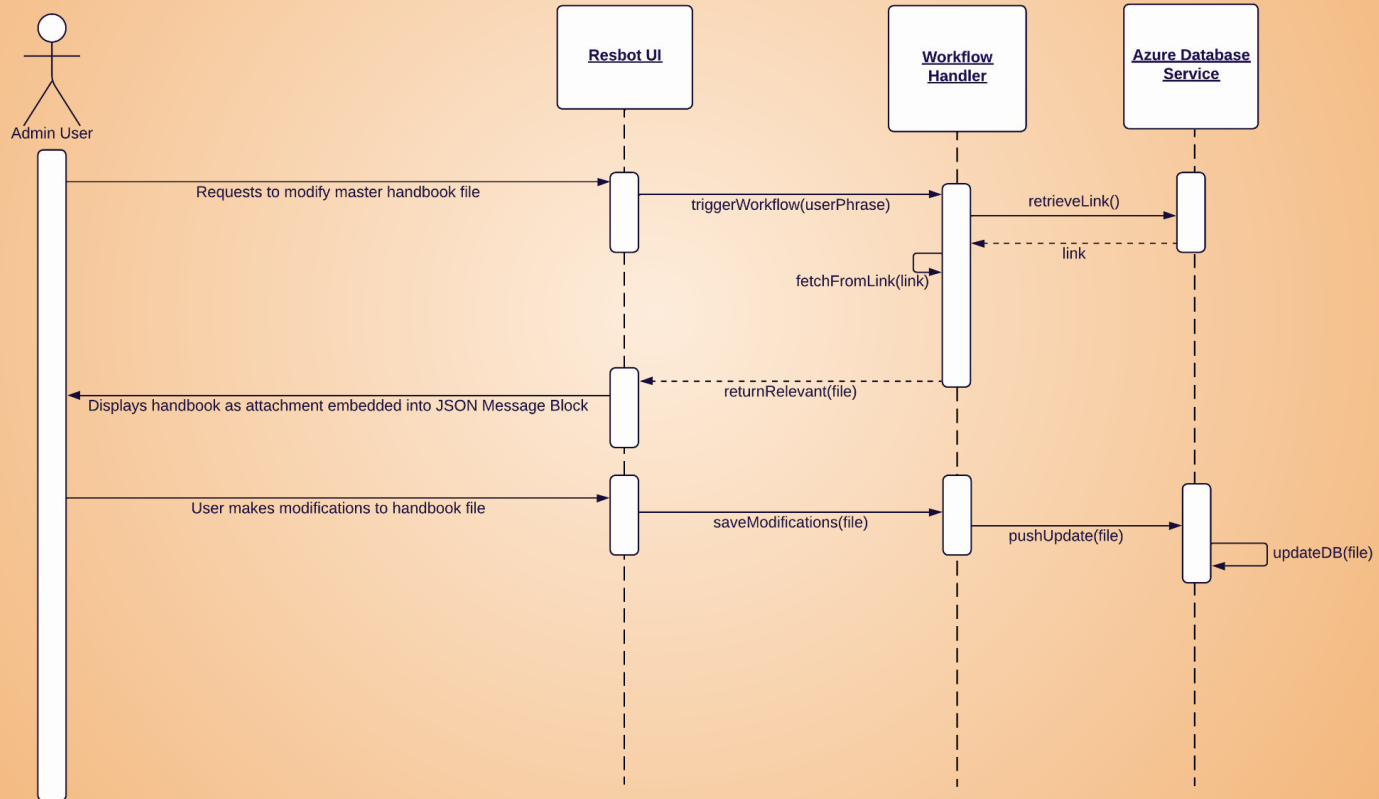 Resbot UI
Workflow
Handler
Azure Database
Service
Admin User
Requests to modify master handbook file
triggerWorkflow(userPhrase)
retrieveLink()
link
fetchFromLink(link)
returnRelevant(file)
Displays handbook as attachment embedded into JSON Message Block
User makes modifications to handbook file
saveModifications(file)
pushUpdate(file)
updateDB(file)